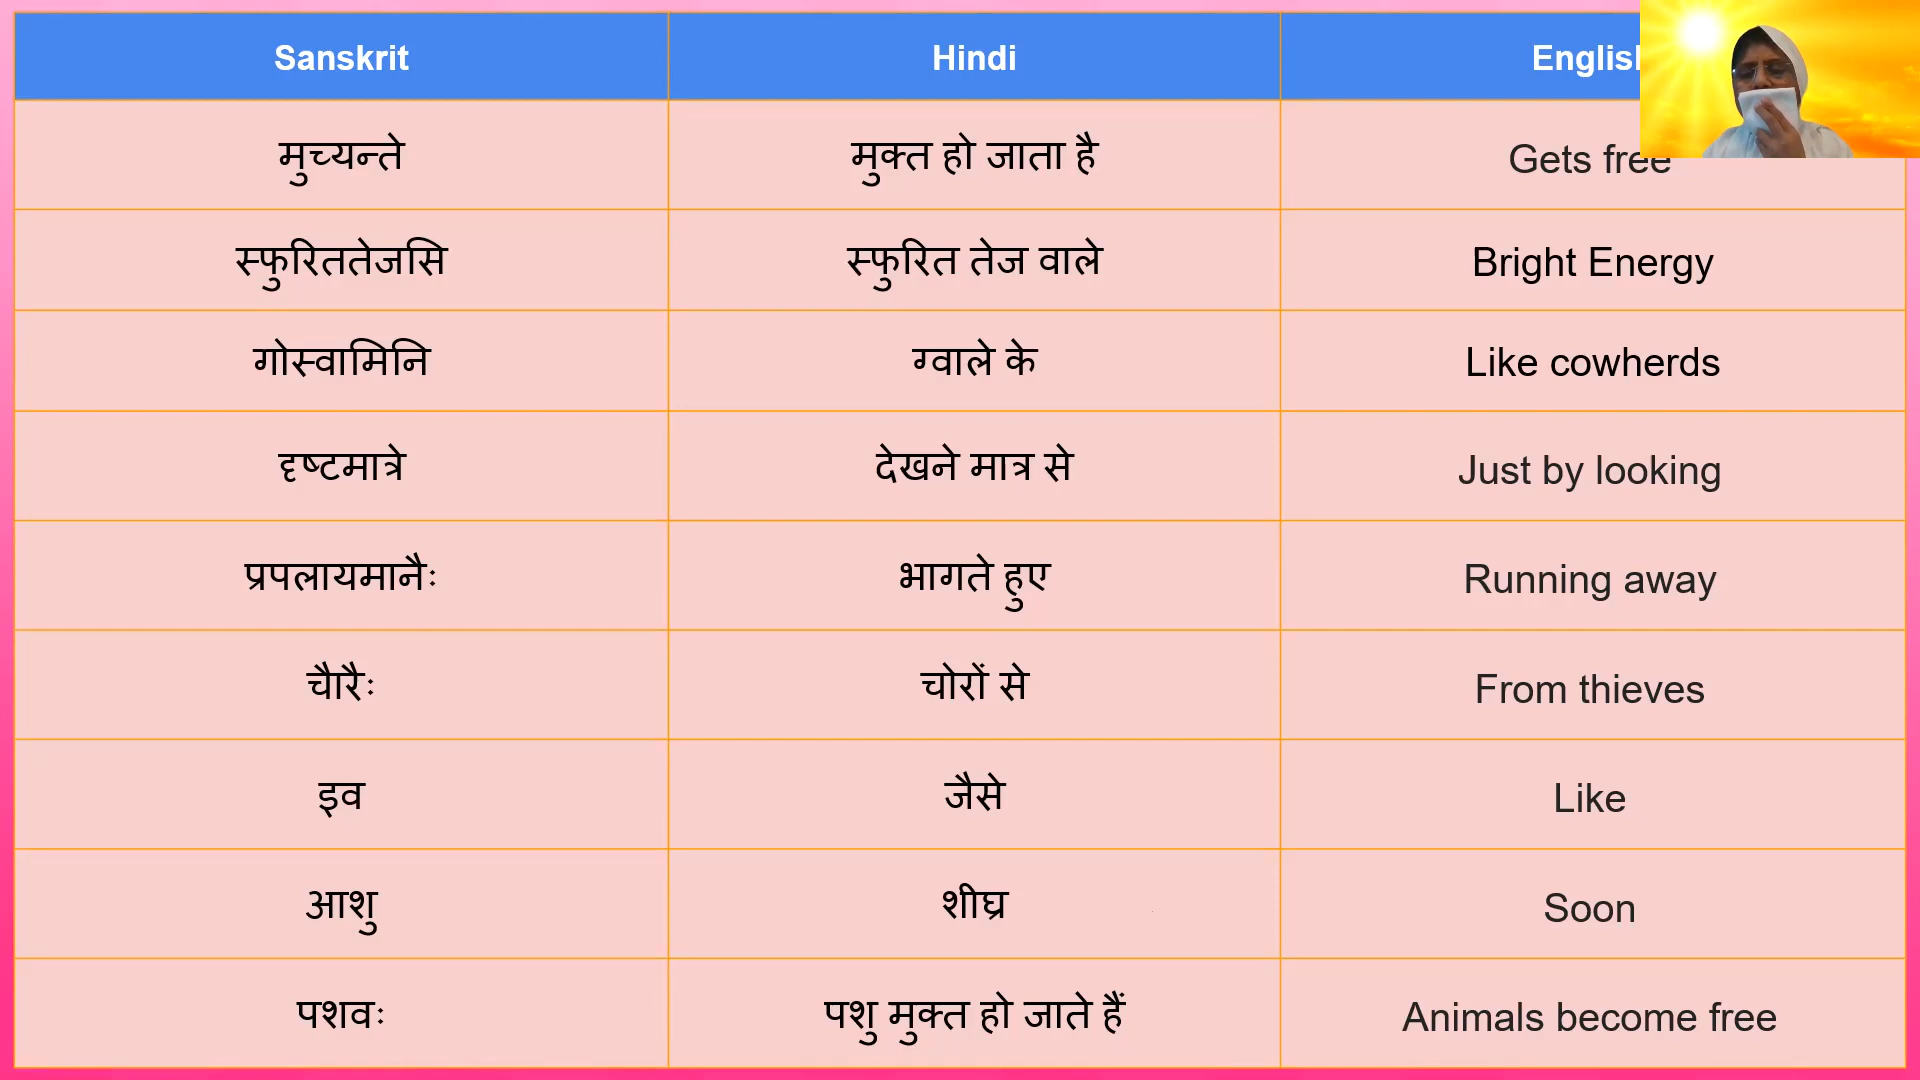 Sanskrit Hindi English
मुच्यन्ते मुक्त हो जाता है Gets free
स्फुरिततेजसि स्फुरित तेज वाले Bright Energy
गोस्वामिनि ग्वाले के Like cowherds
दृष्टमात्रे देखने मात्र से Just by looking
प्रपलायमानैः भागते हुए Running away
चाैरैः चोरों से From thieves
इव जैसे Like
आशु शीघ्र Soon
पशवः पशु मुक्त हो जाते हैं Animals become free